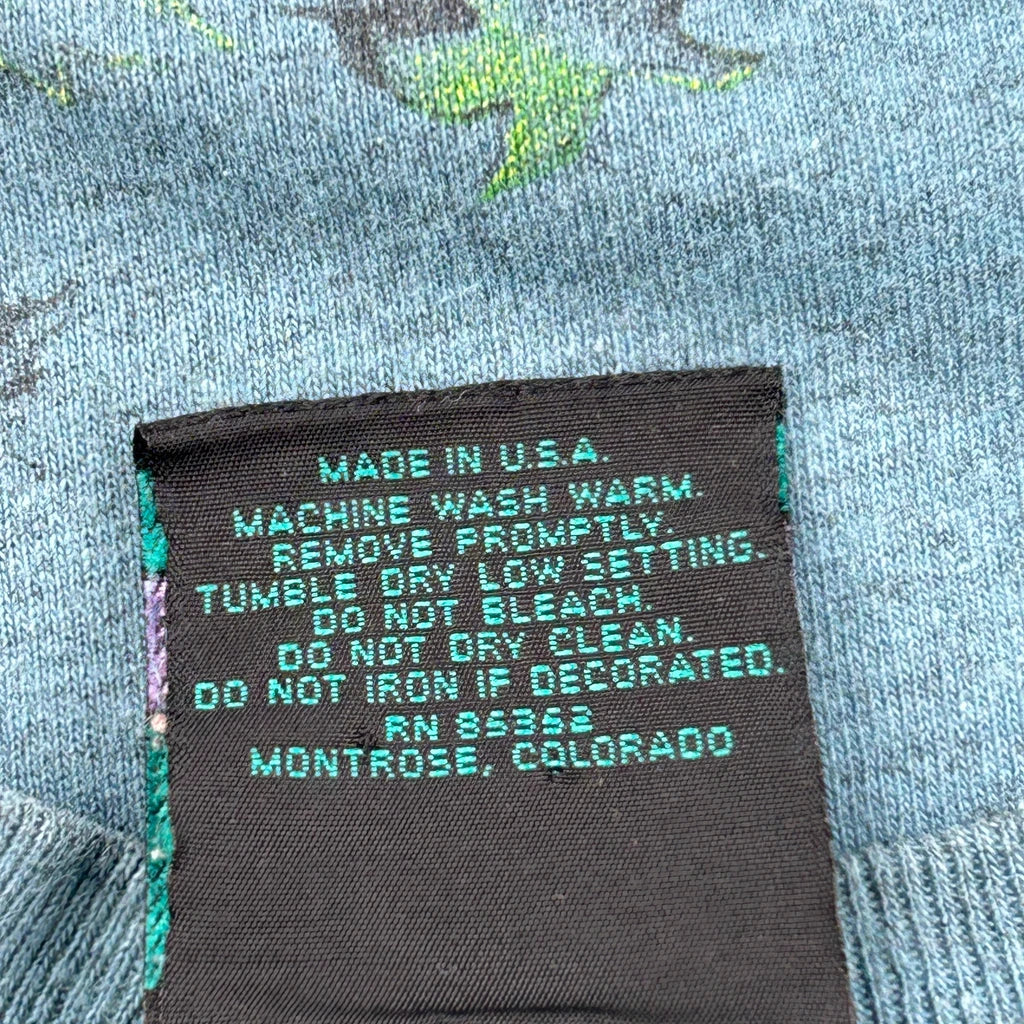 MADE IN U.S.A.
MACHINE WASH WARM.
REMOVE PROMPTLY.
TUMBLE DRY LOW SETTING.
DO NOT BLEACH.
DO NOT DRY CLEAN.
DO NOT IRON IF DECORATED.
RN 86362
MONTROSE, COLORADO